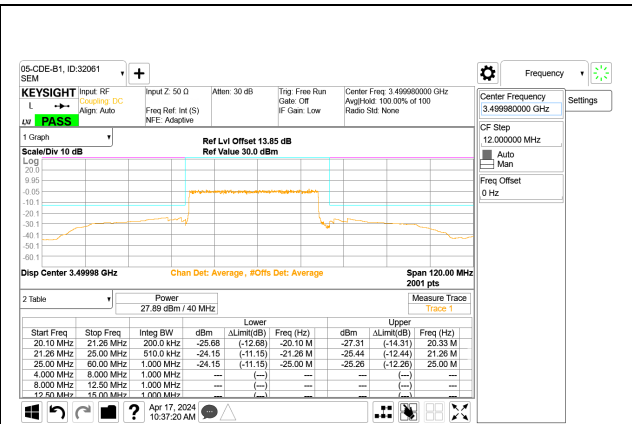 05-CDE-B1, ID:32061
SEM
+
Frequency
KEYSIGHT Input: RF Input Z: 50 Ω Atten: 30 dB Trig: Free Run Center Freq: 3.499980000 GHz
L Coupling: DC Gate: Off Avg|Hold: 100.00% of 100
Align: Auto Freq Ref: Int (S) IF Gain: Low Radio Std: None
PASS NFE: Adaptive
Center Frequency
3.499980000 GHz
Settings
CF Step
12.000000 MHz
Auto
Man
Freq Offset
0 Hz
1 Graph
Scale/Div 10 dB
Ref Lvl Offset 13.85 dB
Ref Value 30.0 dBm
Log
20.0
9.95
-0.05
-10.1
-20.1
-30.1
-40.1
-50.1
-60.1
Disp Center 3.49998 GHz Chan Det: Average , #Offs Det: Average Span 120.00 MHz
2001 pts
2 Table
Power
27.89 dBm / 40 MHz
Measure Trace
Trace 1
Lower Upper
Start Freq Stop Freq Integ BW dBm ΔLimit(dB) Freq (Hz) dBm ΔLimit(dB) Freq (Hz)
20.10 MHz 21.26 MHz 200.0 kHz -25.68 (-12.68) -20.10 M -27.31 (-14.31) 20.33 M
21.26 MHz 25.00 MHz 510.0 kHz -24.15 (-11.15) -21.26 M -25.44 (-12.44) 21.26 M
25.00 MHz 60.00 MHz 1.000 MHz -24.15 (-11.15) -25.00 M -25.26 (-12.26) 25.00 M
4.000 MHz 8.000 MHz 1.000 MHz --- (---) --- --- (---) ---
8.000 MHz 12.50 MHz 1.000 MHz --- (---) --- --- (---) ---
12.50 MHz 15.00 MHz 1.000 MHz --- (---) --- --- (---) ---
?
Apr 17, 2024
10:37:20 AM